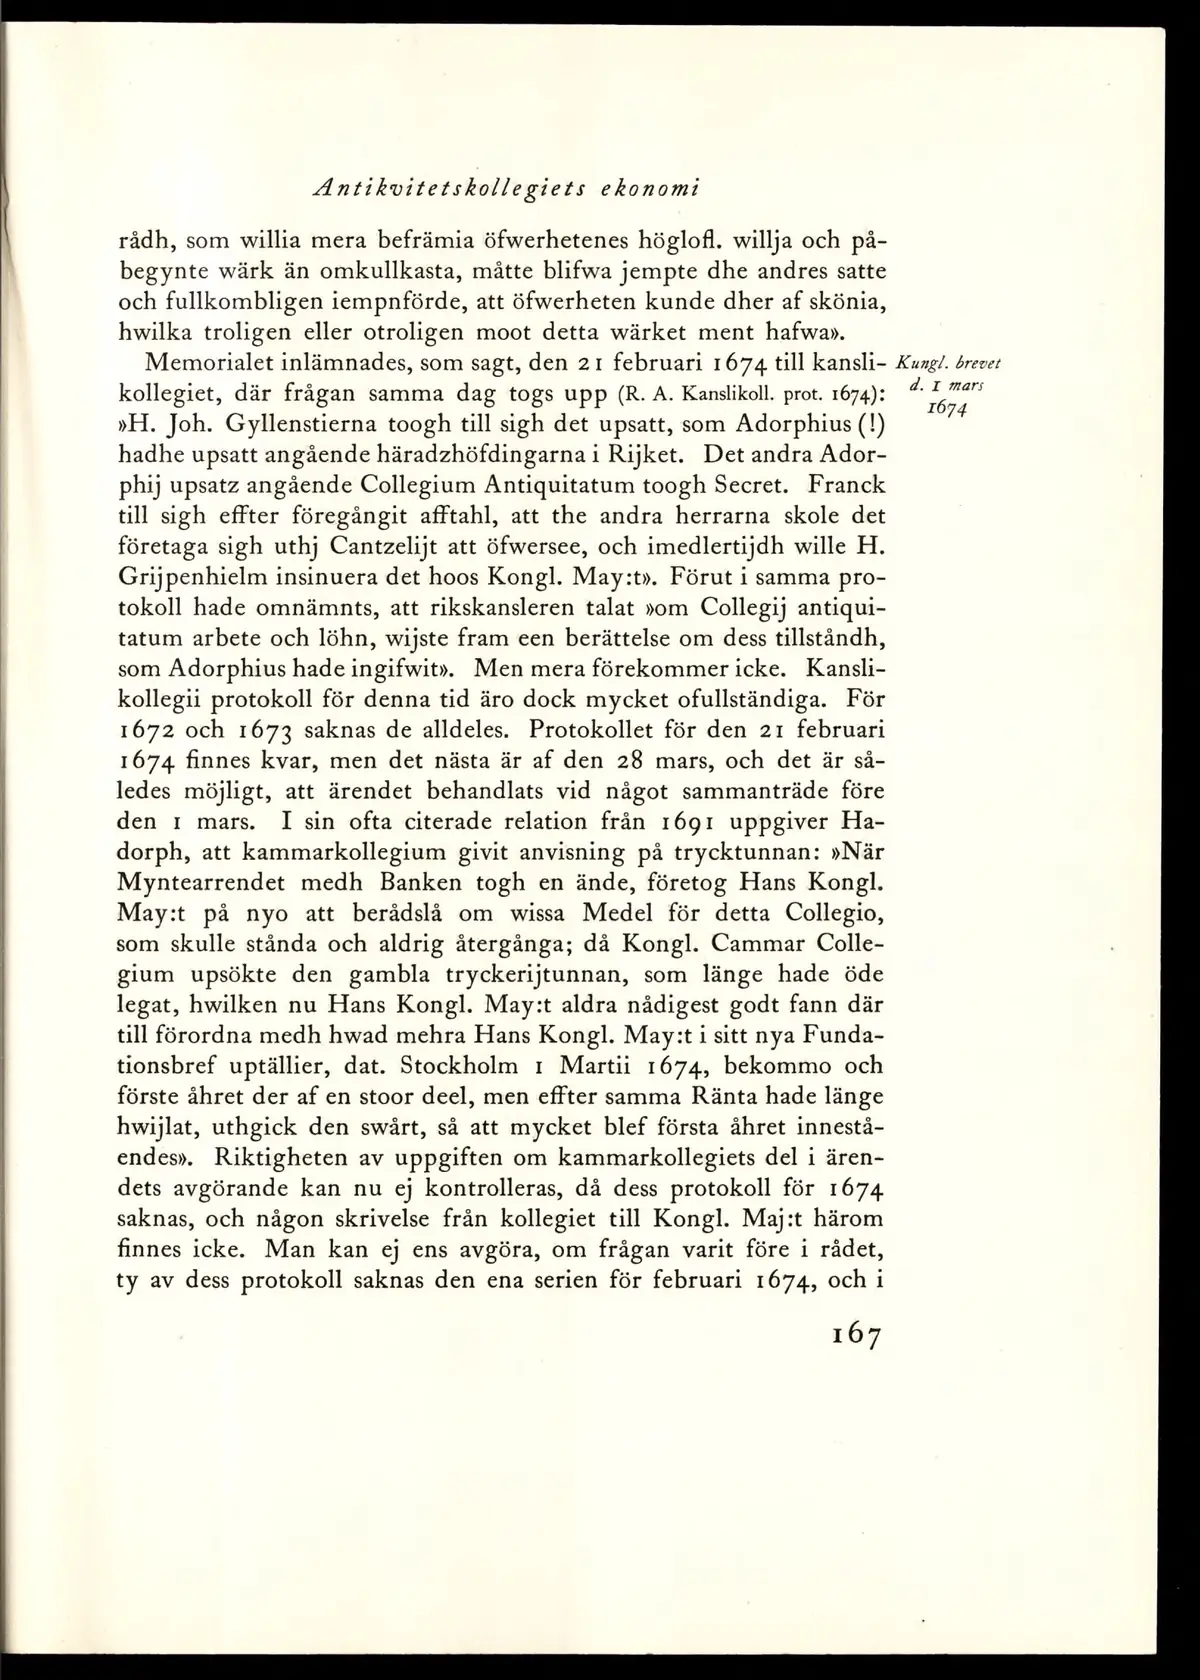 Antikvitetskollegiets ekonomi
rådh, som willia mera befrämia öfwerhetenes höglofl. willja och på-
begynte wärk än omkullkasta, måtte blifwa jempte dhe andres satte
och fullkombligen iempnförde, att öfwerheten kunde dher af skönia,
hwilka troligen eller otroligen moot detta wärket ment hafwa».
Memorialet inlämnades, som sagt, den 21 februari 1674 till kansli-
kollegiet, där frågan samma dag togs upp (R. A. Kanslikoll. prot. 1674):
»H. Joh. Gyllenstierna toogh till sigh det upsatt, som Adorphius (!)
hadhe upsatt angående häradzhöfdingarna i Rijket. Det andra Ador-
phij upsatz angående Collegium Antiquitatum toogh Secret. Franck
till sigh effter föregångit afftahl, att the andra herrarna skole det
företaga sigh uthj Cantzelijt att öfwersee, och imedlertijdh wille H.
Grijpenhielm insinuera det hoos Kongl. May:t». Förut i samma pro-
tokoll hade omnämnts, att rikskansleren talat »om Collegij antiqui-
tatum arbete och löhn, wijste fram een berättelse om dess tillståndh,
som Adorphius hade ingifwit». Men mera förekommer icke. Kansli-
kollegii protokoll för denna tid äro dock mycket ofullständiga. För
1672 och 1673 saknas de alldeles. Protokollet för den 21 februari
1674 finnes kvar, men det nästa är af den 28 mars, och det är så-
ledes möjligt, att ärendet behandlats vid något sammanträde före
den 1 mars. I sin ofta citerade relation från 1691 uppgiver Ha-
dorph, att kammarkollegium givit anvisning på trycktunnan: »När
Myntearrendet medh Banken togh en ände, företog Hans Kongl.
May:t på nyo att berådslå om wissa Medel för detta Collegio,
som skulle stånda och aldrig återgånga; då Kongl. Cammar Colle-
gium upsökte den gambla tryckerijtunnan, som länge hade öde
legat, hwilken nu Hans Kongl. May:t aldra nådigest godt fann där
till förordna medh hwad mehra Hans Kongl. May:t i sitt nya Funda-
tionsbref uptällier, dat. Stockholm 1 Martii 1674, bekommo och
förste åhret der af en stoor deel, men effter samma Ränta hade länge
hwijlat, uthgick den swårt, så att mycket blef första åhret innestå-
endes». Riktigheten av uppgiften om kammarkollegiets del i ären-
dets avgörande kan nu ej kontrolleras, då dess protokoll för 1674
saknas, och någon skrivelse från kollegiet till Kongl. Maj:t härom
finnes icke. Man kan ej ens avgöra, om frågan varit före i rådet,
ty av dess protokoll saknas den ena serien för februari 1674, och i
Kungl. brevet
d. 1 mars
1674
167